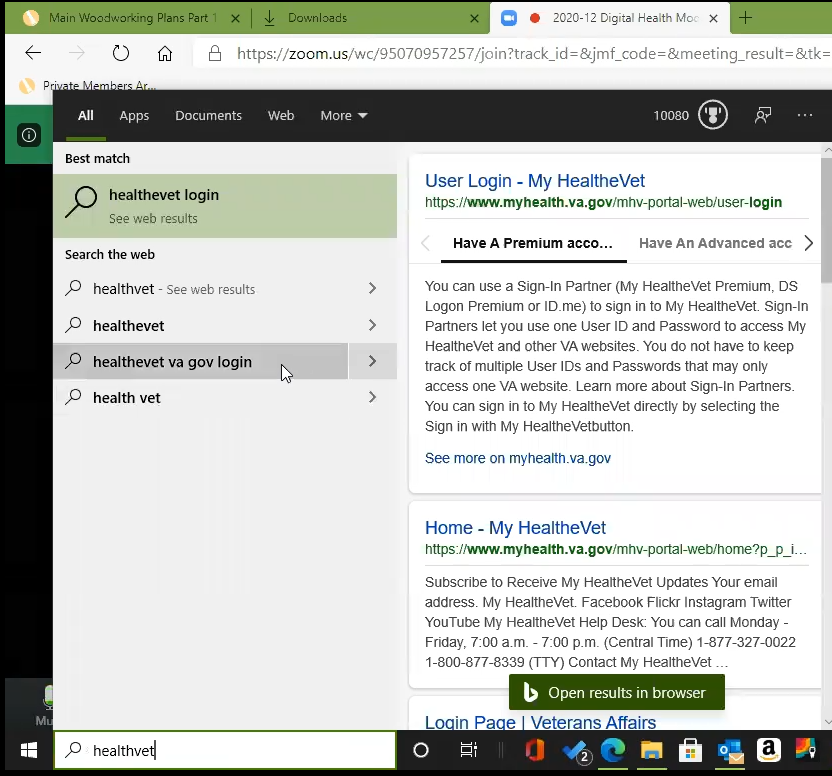 Main Woodworking Plans Part 1
Downloads
2020-12 Digital Health Moc
https://zoom.us/wc/95070957257/join?track_id=&jmf_code=&meeting_result=&tk=
Private Members Ar...
All Apps Documents Web More 10080
Best match
healthevet login
See web results
Search the web
healthvet - See web results
healthevet
healthevet va gov login
health vet
User Login - My HealtheVet
https://www.myhealth.va.gov/mhv-portal-web/user-login
Have A Premium acco... Have An Advanced acc
You can use a Sign-In Partner (My HealtheVet Premium, DS
Logon Premium or ID.me) to sign in to My HealtheVet. Sign-In
Partners let you use one User ID and Password to access My
HealtheVet and other VA websites. You do not have to keep
track of multiple User IDs and Passwords that may only
access one VA website. Learn more about Sign-In Partners.
You can sign in to My HealtheVet directly by selecting the
Sign in with My HealtheVetbutton.
See more on myhealth.va.gov
Home - My HealtheVet
https://www.myhealth.va.gov/mhv-portal-web/home?p_p_i...
Subscribe to Receive My HealtheVet Updates Your email
address. My HealtheVet. Facebook Flickr Instagram Twitter
YouTube My HealtheVet Help Desk: You can call Monday -
Friday, 7:00 a.m. - 7:00 p.m. (Central Time) 1-877-327-0022
1-800-877-8339 (TTY) Contact My HealtheVet ...
Open results in browser
Login Page | Veterans Affairs
Mu
healthvet
2